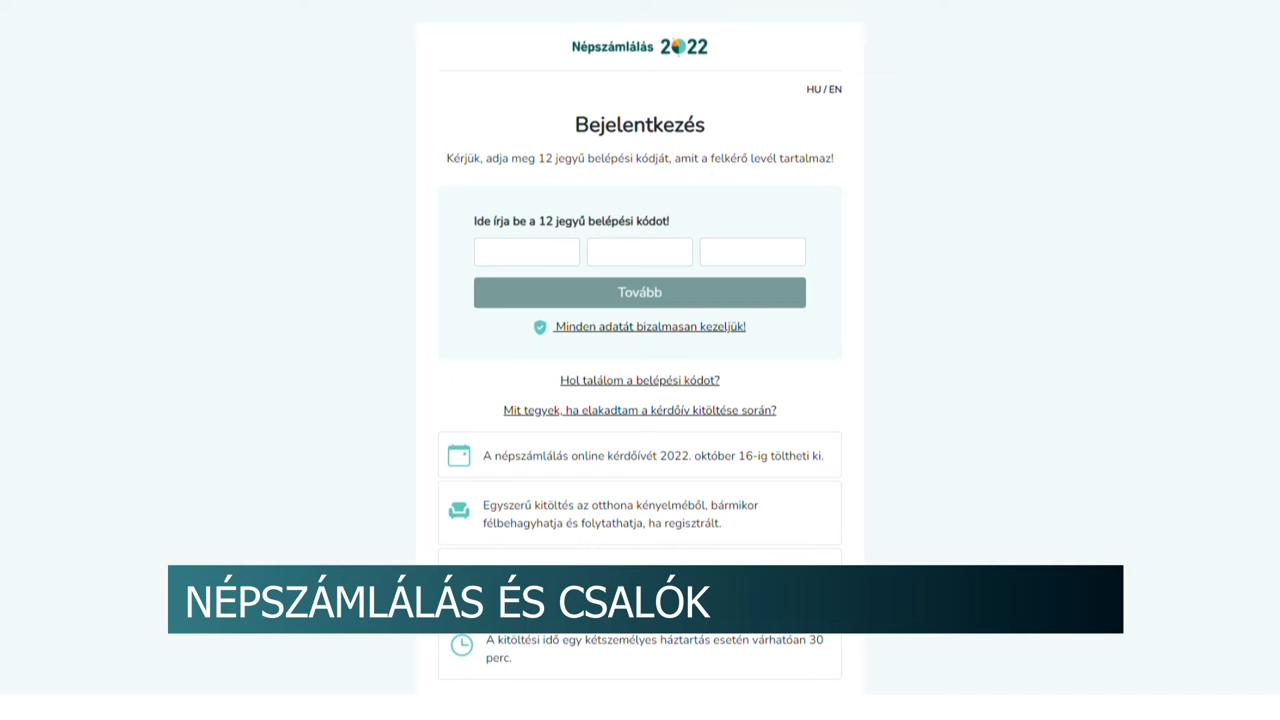 Népszámlálás 2022
HU / EN
Bejelentkezés
Kérjük, adja meg 12 jegyű belépési kódját, amit a felkérő levél tartalmaz!
Ide írja be a 12 jegyű belépési kódot!
Tovább
Minden adatát bizalmasan kezeljük!
Hol találom a belépési kódot?
Mit tegyek, ha elakadtam a kérdőív kitöltése során?
A népszámlálás online kérdőívét 2022. október 16-ig töltheti ki.
Egyszerű kitöltés az otthona kényelméből, bármikor
félbehagyhatja és folytathatja, ha regisztrált.
NÉPSZÁMLÁLÁS ÉS CSALÓK
A kitöltési idő egy kétszemélyes háztartás esetén várhatóan 30
perc.